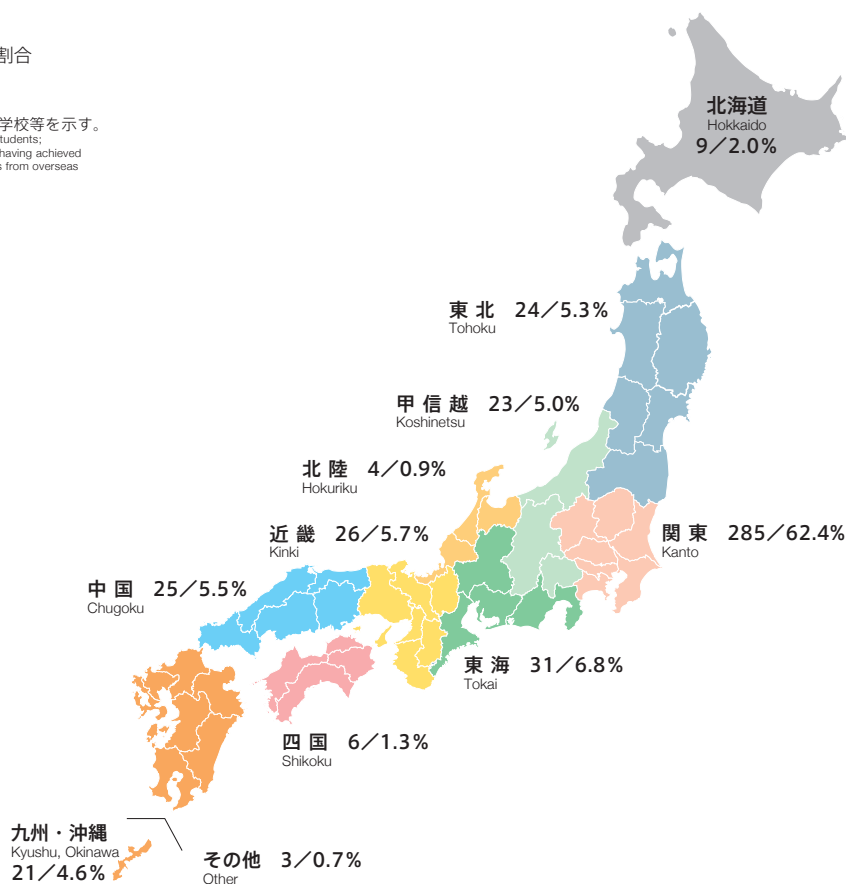 割合
学校等を示す。
tudents;
having achieved
s from overseas
北海道
Hokkaido
9／2.0%
東 北 24／5.3%
Tohoku
甲 信 越 23／5.0%
Koshinetsu
北 陸 4／0.9%
Hokuriku
近 畿 26／5.7%
Kinki
関 東 285／62.4%
Kanto
中 国 25／5.5%
Chugoku
東 海 31／6.8%
Tokai
四 国 6／1.3%
Shikoku
九州・沖縄
Kyushu, Okinawa
21／4.6%
その他 3／0.7%
Other